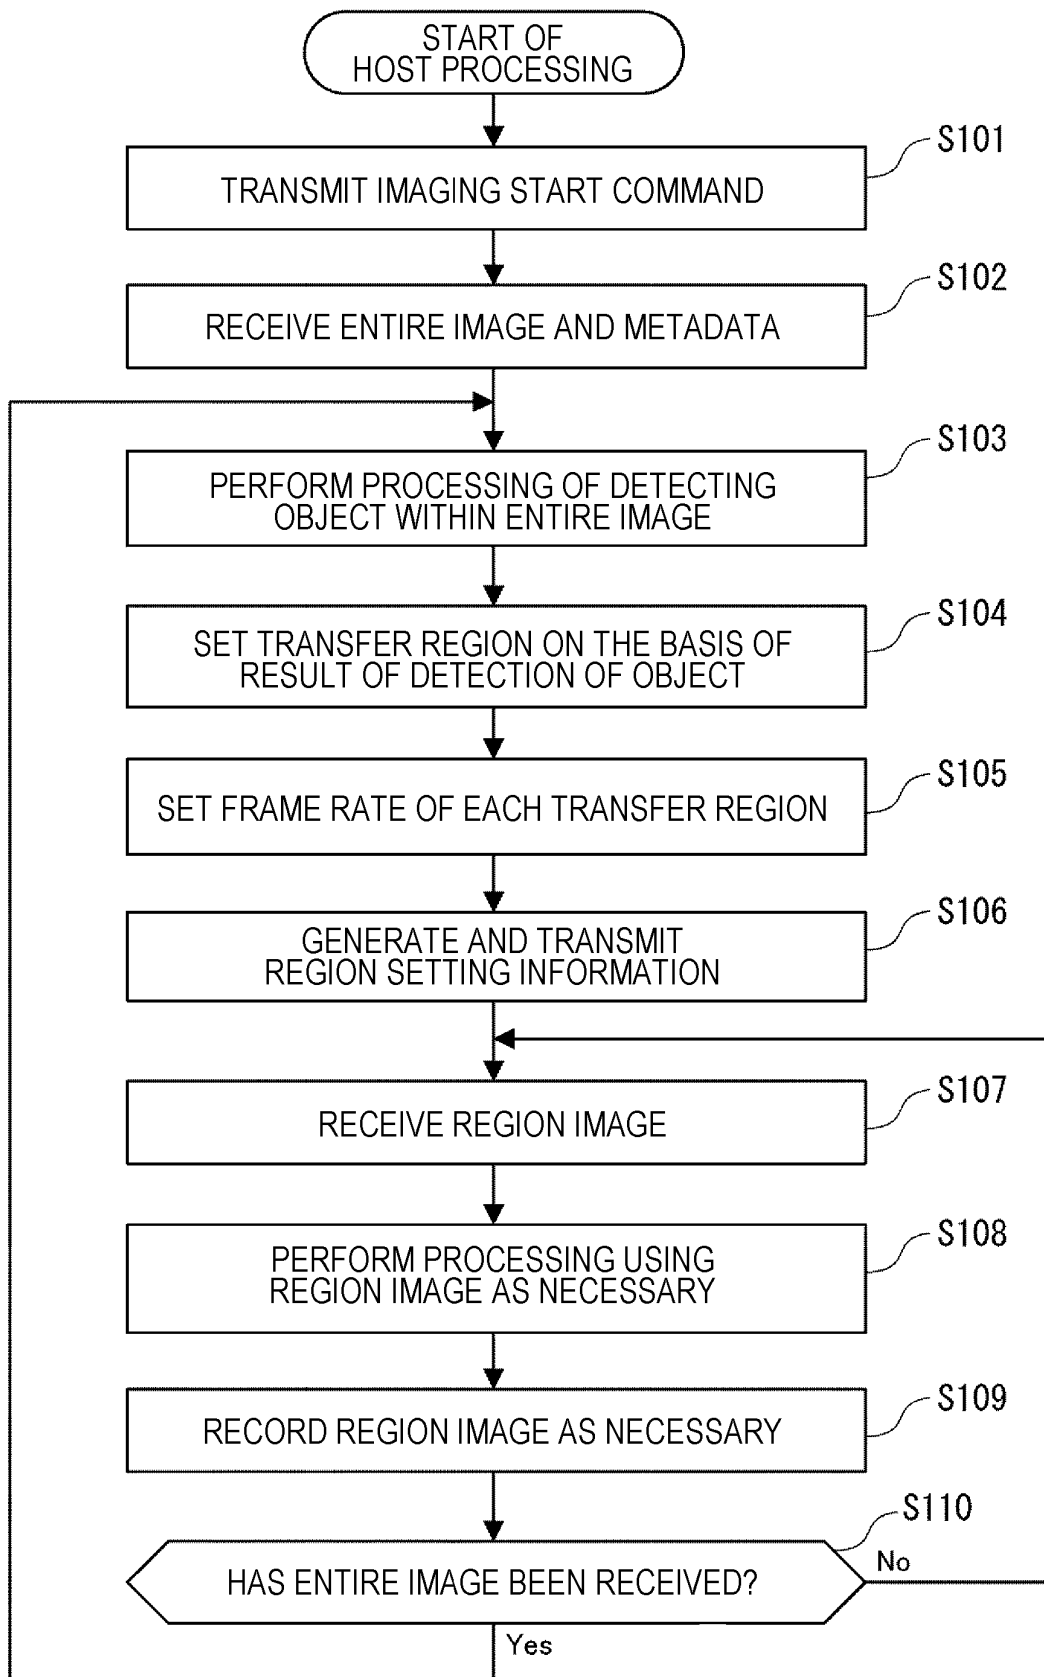 START OF
HOST PROCESSING
S101
TRANSMIT IMAGING START COMMAND
S102
RECEIVE ENTIRE IMAGE AND METADATA
S103
PERFORM PROCESSING OF DETECTING
OBJECT WITHIN ENTIRE IMAGE
S104
SET TRANSFER REGION ON THE BASIS OF
RESULT OF DETECTION OF OBJECT
S105
SET FRAME RATE OF EACH TRANSFER REGION
S106
GENERATE AND TRANSMIT
REGION SETTING INFORMATION
S107
RECEIVE REGION IMAGE
S108
PERFORM PROCESSING USING
REGION IMAGE AS NECESSARY
S109
RECORD REGION IMAGE AS NECESSARY
S110
HAS ENTIRE IMAGE BEEN RECEIVED?
No
Yes